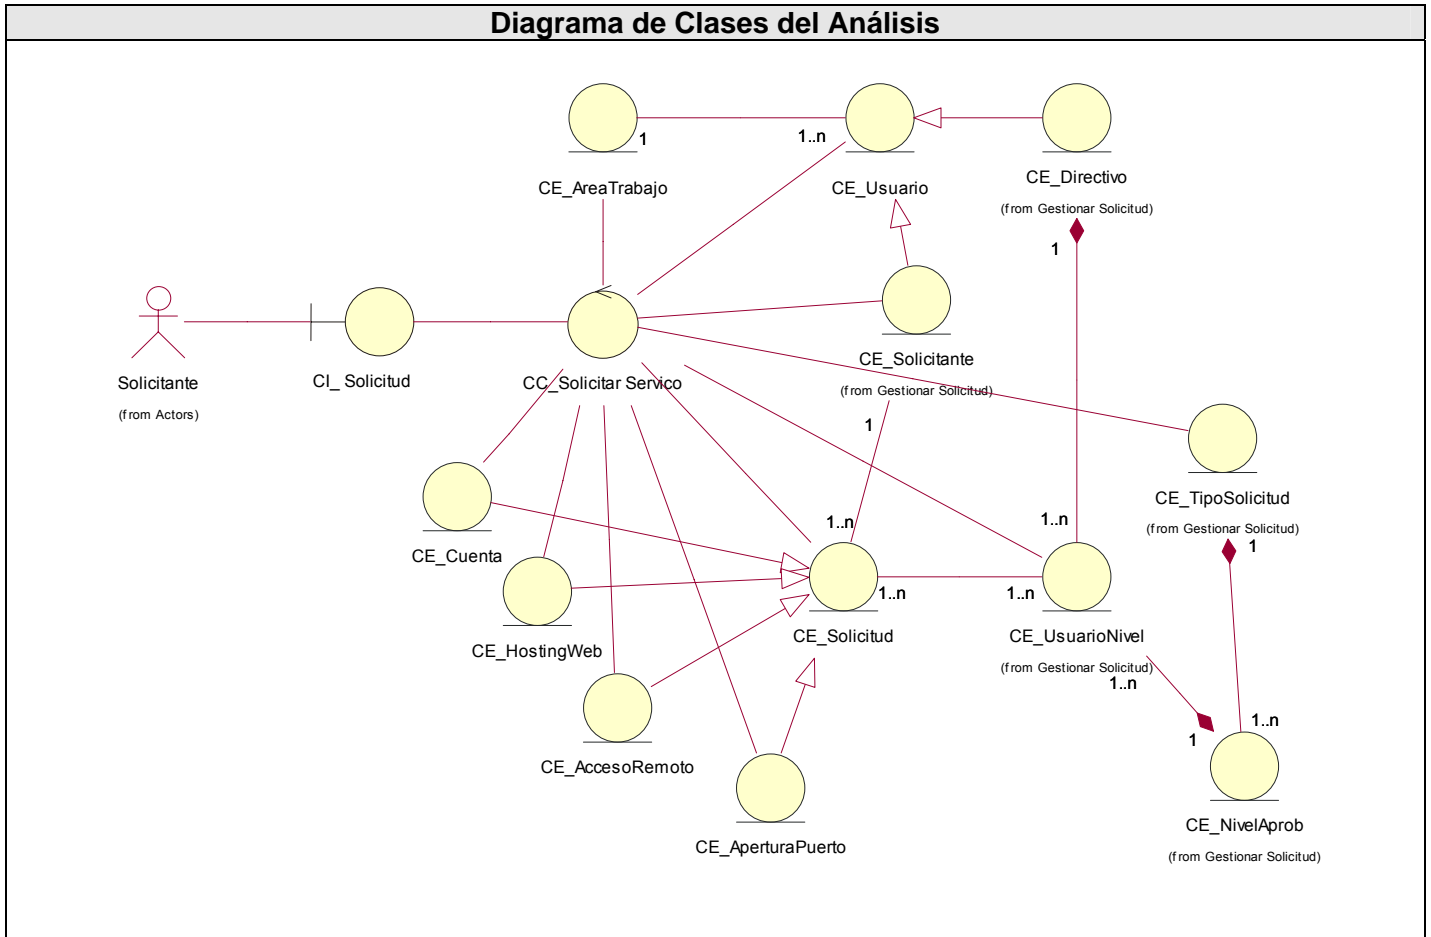 Diagrama de Clases del Análisis
1
1..n
CE_AreaTrabajo
CE_Usuario
CE_Directivo
(from Gestionar Solicitud)
1
Solicitante
(from Actors)
CI_ Solicitud
CC_Solicitar Servico
CE_Solicitante
(from Gestionar Solicitud)
1
CE_TipoSolicitud
(from Gestionar Solicitud)
1
CE_Cuenta
1..n
1..n
1..n
1..n
CE_HostingWeb
CE_Solicitud
CE_UsuarioNivel
(from Gestionar Solicitud)
1..n
1..n
1
CE_AccesoRemoto
CE_AperturaPuerto
CE_NivelAprob
(from Gestionar Solicitud)